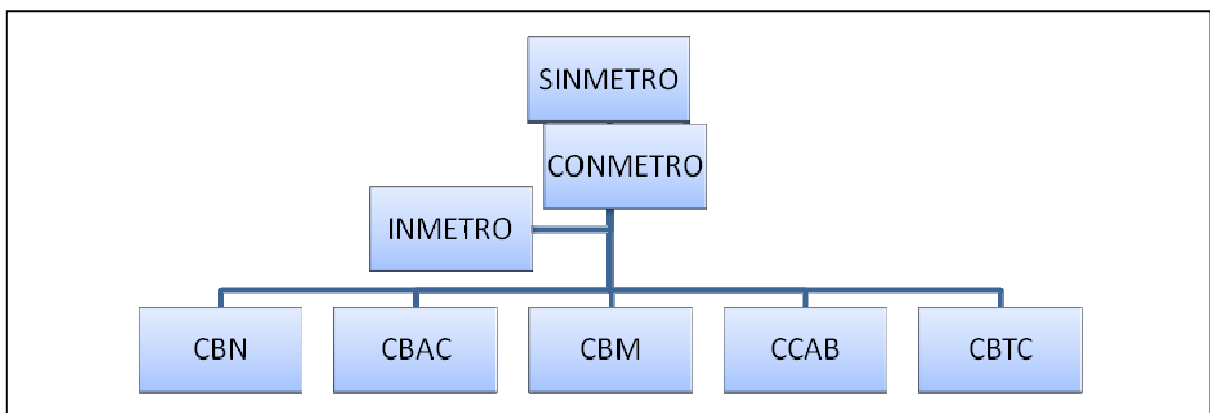 SINMETRO
CONMETRO
INMETRO
CBN
CBAC
CBM
CCAB
CBTC